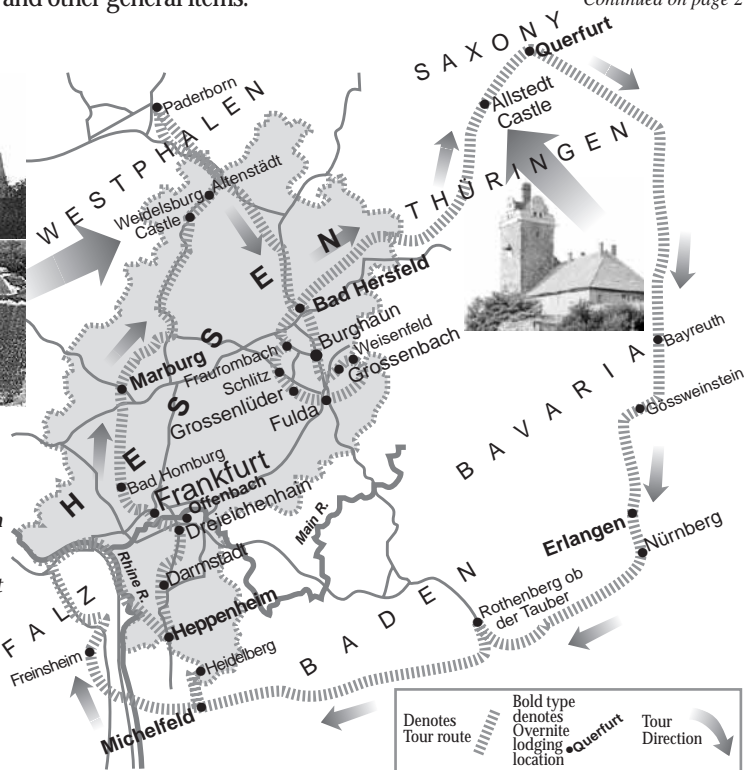 and other general items.
Continued on page 2
SAXONY
Querfurt
Allstedt
Castle
THÜRINGEN
Paderborn
WESTPHALEN
Altenstädt
Weidelsburg
Castle
HESSEN
Bad Hersfeld
Burghaun
Weisenfeld
Fraurombach
Grossenbach
Schlitz
Marburg
Grossenlüder
Fulda
Bayreuth
Gössweinstein
BAVARIA
Bad Homburg
Frankfurt
Offenbach
Dreieichenhain
Main R.
Erlangen
Nürnberg
Rhine R.
Darmstadt
Heppenheim
FALZ
Freinsheim
BADEN
Rothenberg ob
der Tauber
Heidelberg
Michelfeld
Denotes
Tour route
Bold type
denotes
Overnite
lodging
location
Querfurt
Tour
Direction